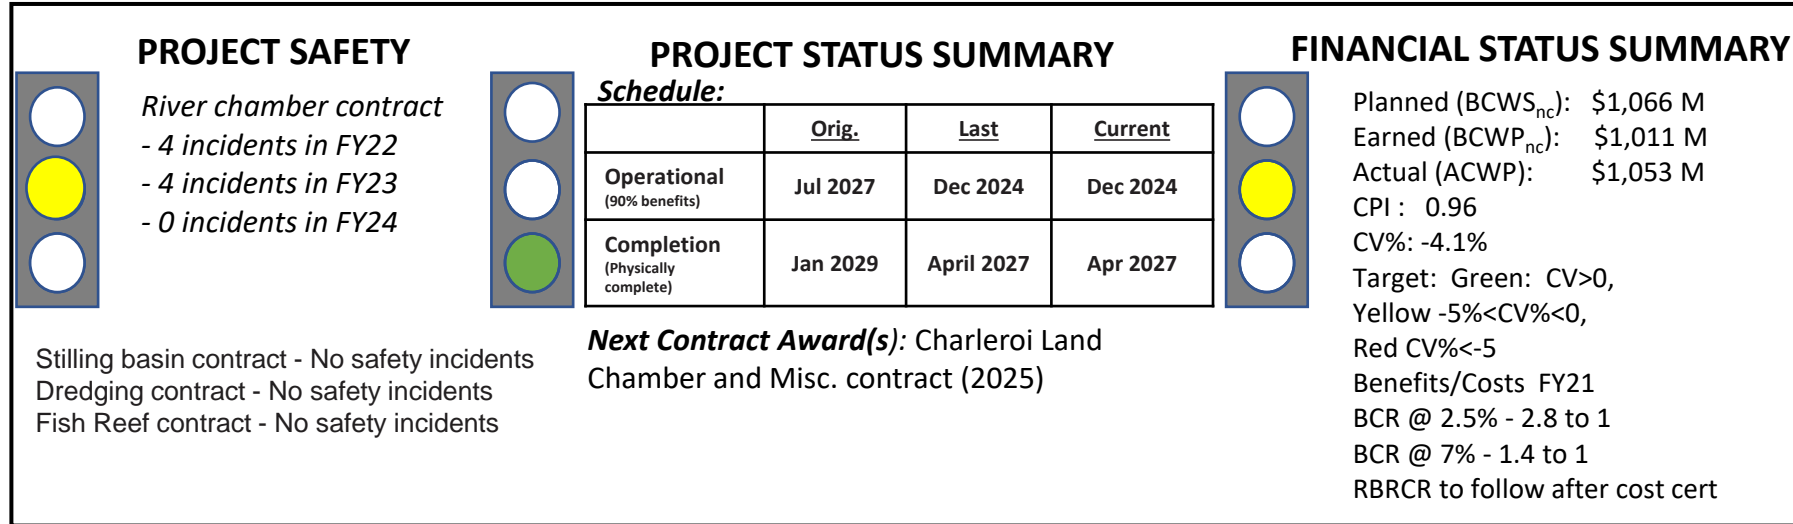 PROJECT SAFETY
River chamber contract
- 4 incidents in FY22
- 4 incidents in FY23
- 0 incidents in FY24
Stilling basin contract - No safety incidents
Dredging contract - No safety incidents
Fish Reef contract - No safety incidents
PROJECT STATUS SUMMARY
Schedule:
Orig. Last Current
Operational
(90% benefits)
Jul 2027 Dec 2024 Dec 2024
Completion
(Physically
complete)
Jan 2029 April 2027 Apr 2027
Next Contract Award(s): Charleroi Land
Chamber and Misc. contract (2025)
FINANCIAL STATUS SUMMARY
Planned (BCWSnc): $1,066 M
Earned (BCWPnc): $1,011 M
Actual (ACWP): $1,053 M
CPI : 0.96
CV%: -4.1%
Target: Green: CV>0,
Yellow -5%<CV%<0,
Red CV%<-5
Benefits/Costs FY21
BCR @ 2.5% - 2.8 to 1
BCR @ 7% - 1.4 to 1
RBRCR to follow after cost cert